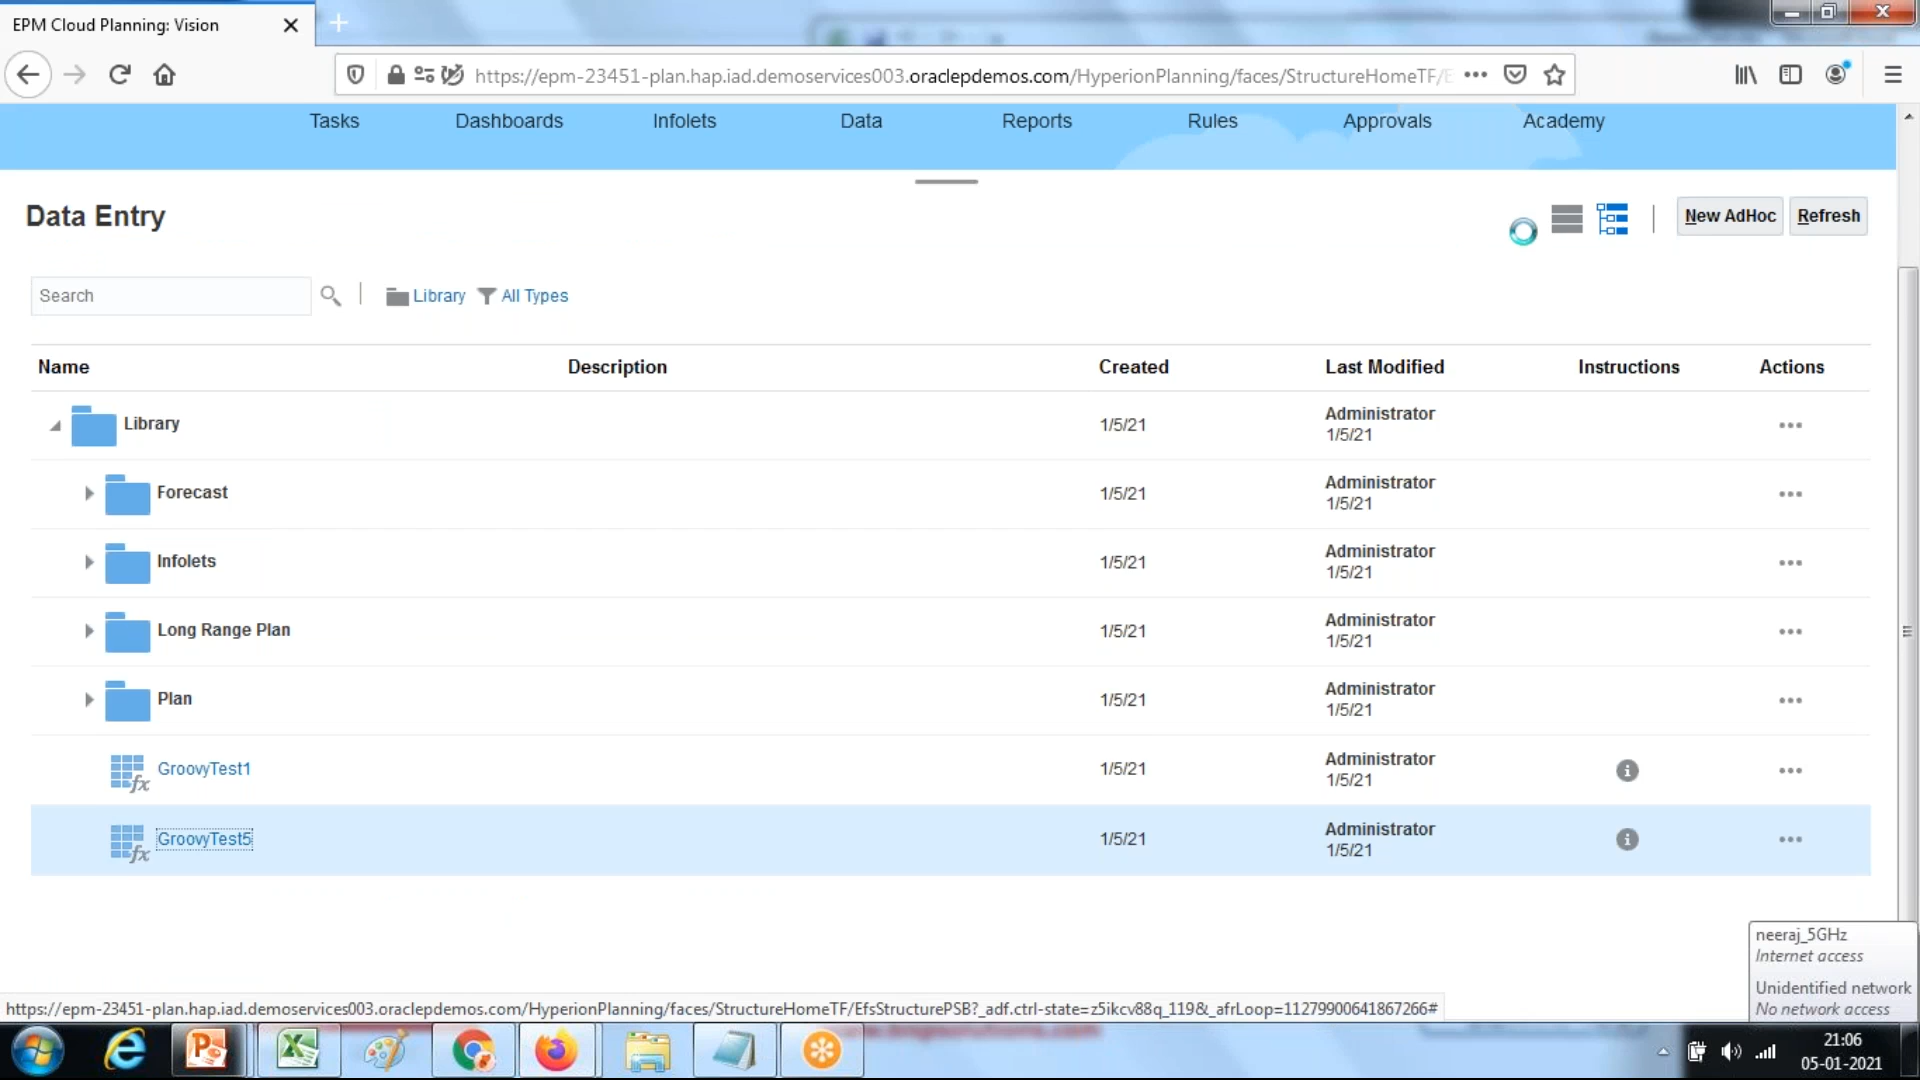 EPM Cloud Planning: Vision
https://epm-23451-plan.hap.iad.demoservices003.oraclepdemos.com/HyperionPlanning/faces/StructureHomeTF/E
Tasks Dashboards Infolets Data Reports Rules Approvals Academy
Data Entry
New AdHoc Refresh
Search Library All Types
Name Description Created Last Modified Instructions Actions
Library 1/5/21 Administrator
1/5/21
Forecast 1/5/21 Administrator
1/5/21
Infolets 1/5/21 Administrator
1/5/21
Long Range Plan 1/5/21 Administrator
1/5/21
Plan 1/5/21 Administrator
1/5/21
GroovyTest1 1/5/21 Administrator
1/5/21
GroovyTest5 1/5/21 Administrator
1/5/21
neeraj_5GHz
Internet access
Unidentified network
No network access
https://epm-23451-plan.hap.iad.demoservices003.oraclepdemos.com/HyperionPlanning/faces/StructureHomeTF/EfsStructurePSB?_adf.ctrl-state=z5ikcv88q_119&_afrLoop=11279900641867266#
21:06
05-01-2021